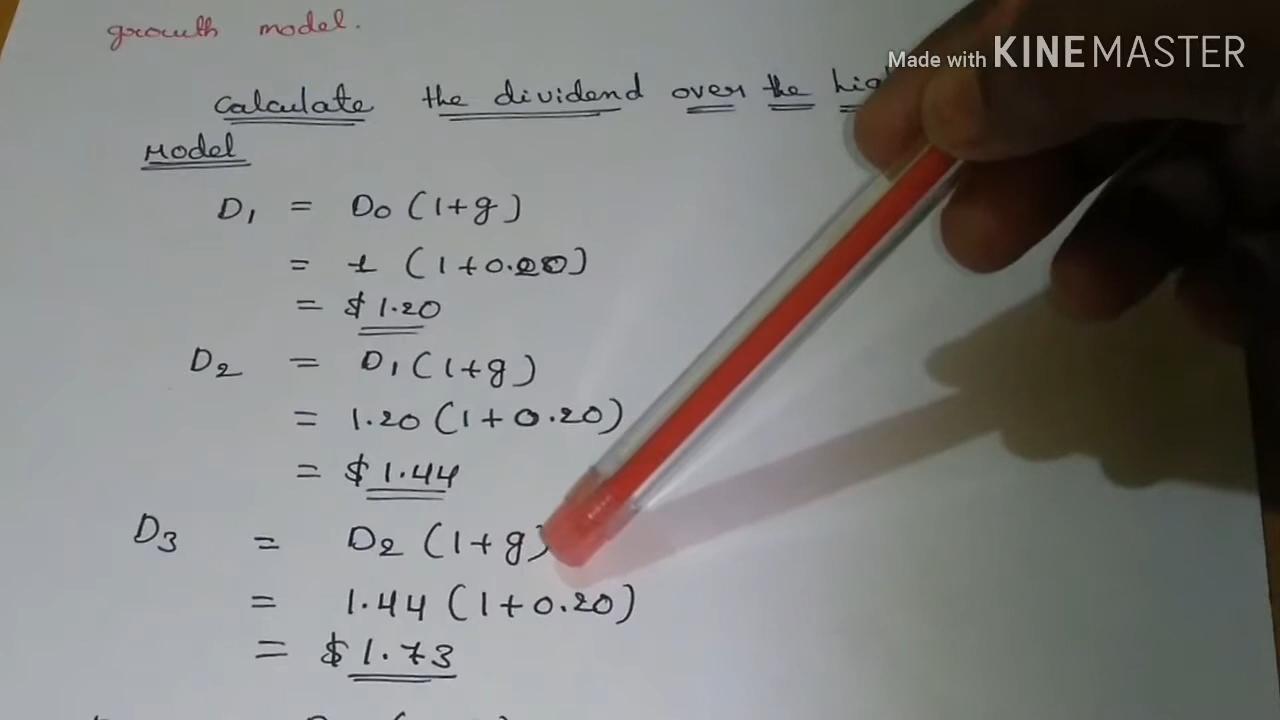 growth model.
Made with KINEMASTER
Calculate the dividend over the
Model
D1 = D0 (1+g)
= 1 (1+0.20)
= $ 1.20
D2 = D1 (1+g)
= 1.20 (1+0.20)
= $ 1.44
D3 = D2 (1+g)
= 1.44 (1+0.20)
= $ 1.73